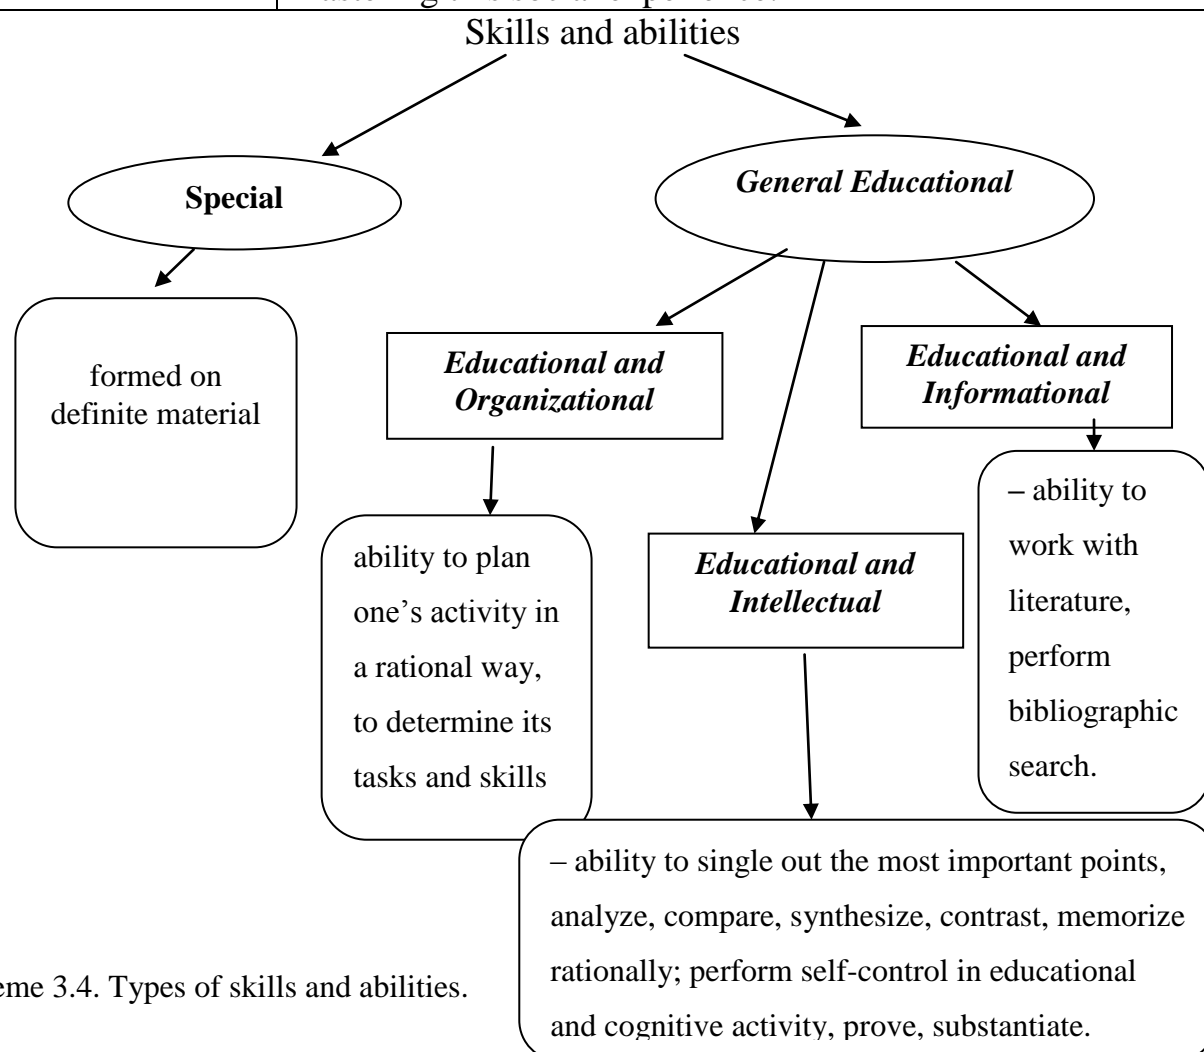 Skills and abilities
Special
General Educational
formed on
definite material
Educational and
Organizational
Educational and
Informational
ability to plan
one’s activity in
a rational way,
to determine its
tasks and skills
Educational and
Intellectual
– ability to
work with
literature,
perform
bibliographic
search.
– ability to single out the most important points,
analyze, compare, synthesize, contrast, memorize
rationally; perform self-control in educational
and cognitive activity, prove, substantiate.
eme 3.4. Types of skills and abilities.